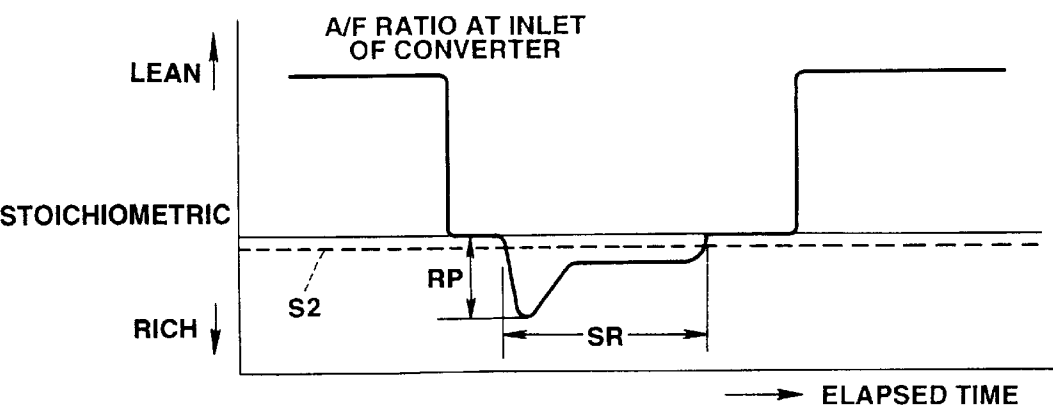 A/F RATIO AT INLET
OF CONVERTER
LEAN
STOICHIOMETRIC
RP
S2
RICH
SR
ELAPSED TIME